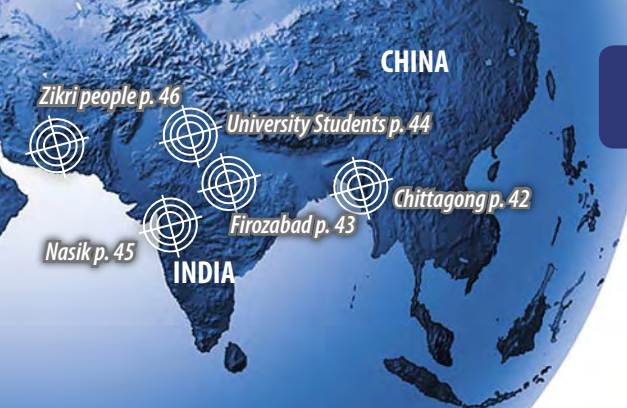 CHINA
Zikri people p. 46
University Students p. 44
Chittagong p. 42
Firozabad p. 43
Nasik p. 45
INDIA